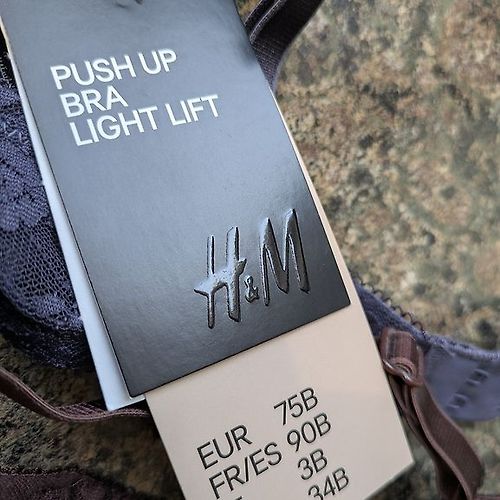 PUSH UP
BRA
LIGHT LIFT
H&M
EUR 75B
FR/ES 90B
3B
34B